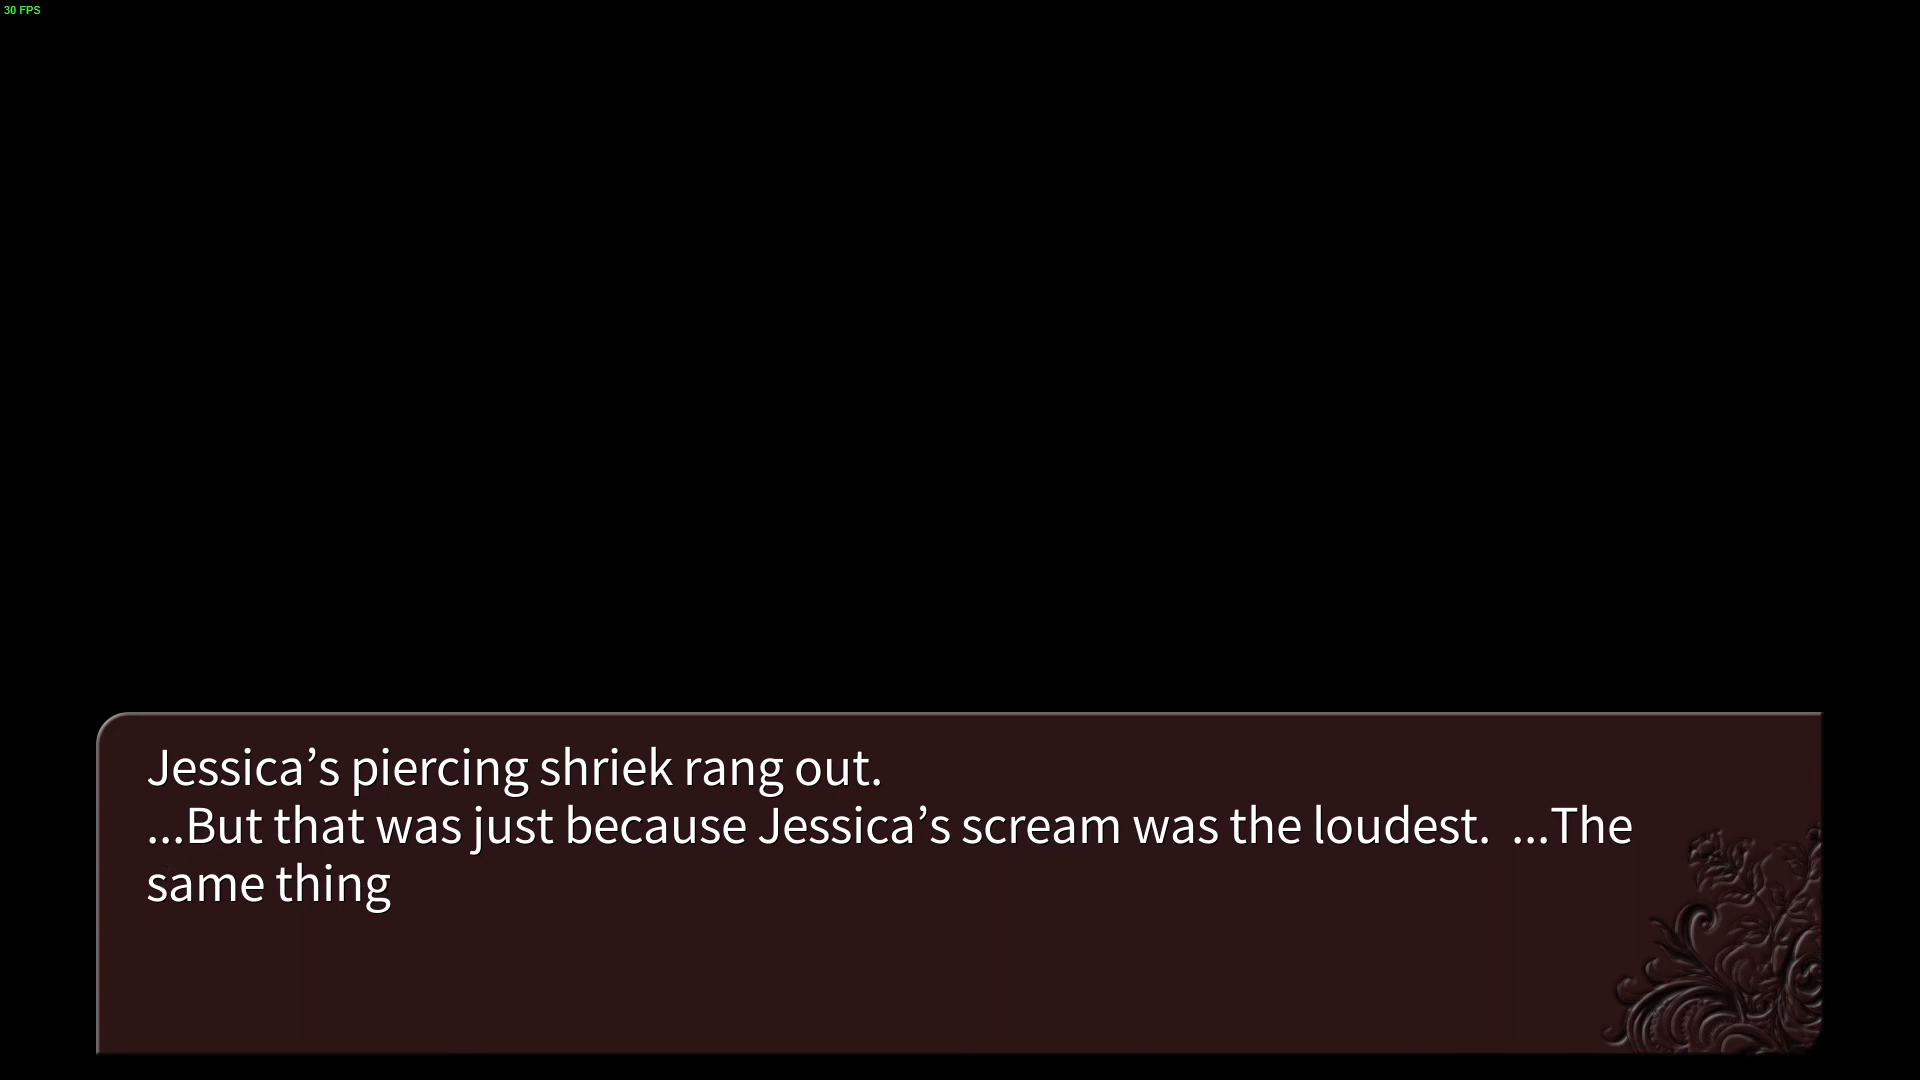 30 FPS
Jessica’s piercing shriek rang out.
...But that was just because Jessica’s scream was the loudest.  ...The
same thing